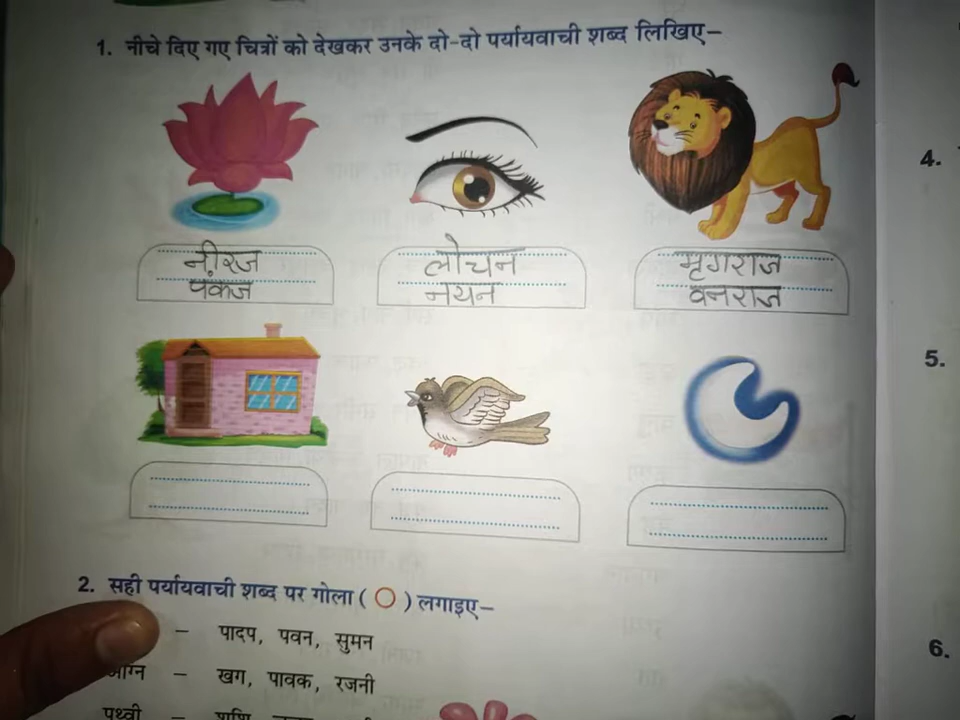 1. नीचे दिए गए चित्रों को देखकर उनके दो-दो पर्यायवाची शब्द लिखिए–
नीरज
पंकज
लोचन
नयन
मृगराज
वनराज
2. सही पर्यायवाची शब्द पर गोला ( ) लगाइए–
– पादप, पवन, सुमन
– खग, पावक, रजनी
पृथ्वी –
4.
5.
6.